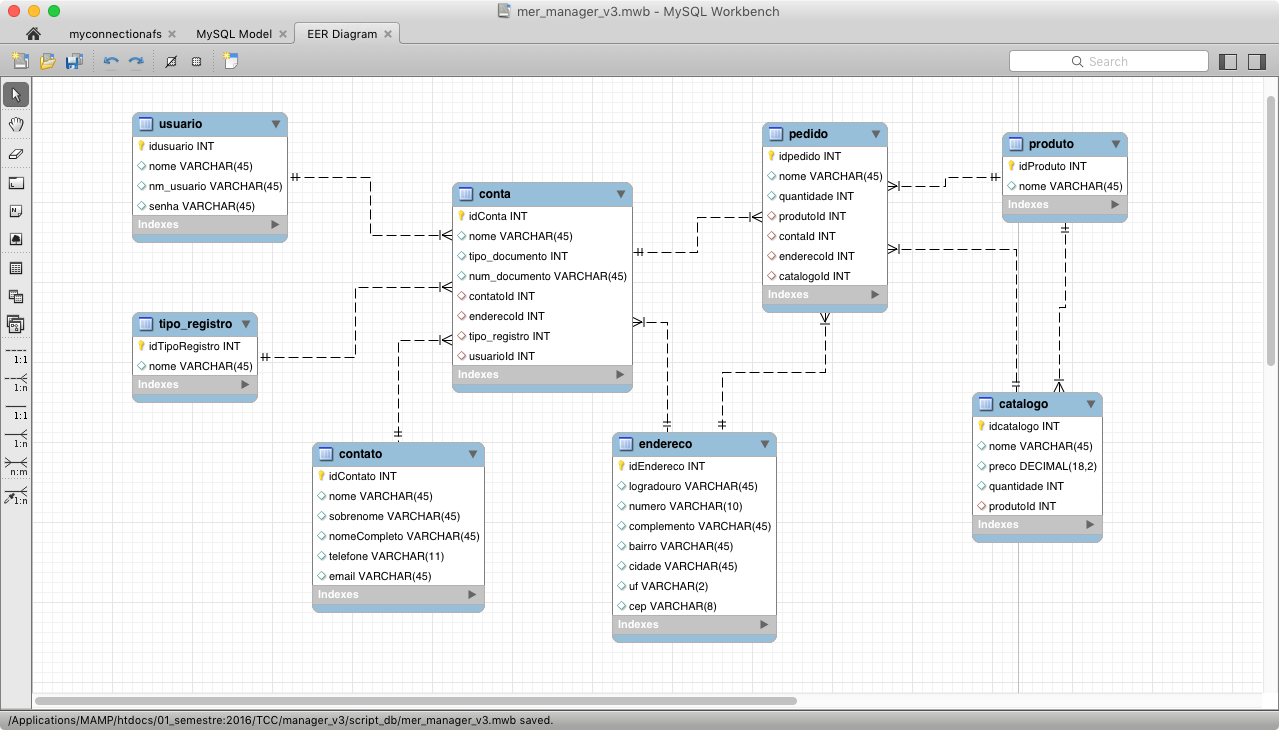 mer_manager_v3.mwb - MySQL Workbench
myconnectionafs
MySQL Model
EER Diagram
Search
1:1
1:n
1:1
1:n
n:m
1:n
usuario
idusuario INT
nome VARCHAR(45)
nm_usuario VARCHAR(45)
senha VARCHAR(45)
Indexes
tipo_registro
idTipoRegistro INT
nome VARCHAR(45)
Indexes
conta
idConta INT
nome VARCHAR(45)
tipo_documento INT
num_documento VARCHAR(45)
contatoId INT
enderecoId INT
tipo_registro INT
usuarioId INT
Indexes
contato
idContato INT
nome VARCHAR(45)
sobrenome VARCHAR(45)
nomeCompleto VARCHAR(45)
telefone VARCHAR(11)
email VARCHAR(45)
Indexes
endereco
idEndereco INT
logradouro VARCHAR(45)
numero VARCHAR(10)
complemento VARCHAR(45)
bairro VARCHAR(45)
cidade VARCHAR(45)
uf VARCHAR(2)
cep VARCHAR(8)
Indexes
pedido
idpedido INT
nome VARCHAR(45)
quantidade INT
produtoId INT
contaId INT
enderecoId INT
catalogoId INT
Indexes
produto
idProduto INT
nome VARCHAR(45)
Indexes
catalogo
idcatalogo INT
nome VARCHAR(45)
preco DECIMAL(18,2)
quantidade INT
produtoId INT
Indexes
/Applications/MAMP/htdocs/01_semestre:2016/TCC/manager_v3/script_db/mer_manager_v3.mwb saved.